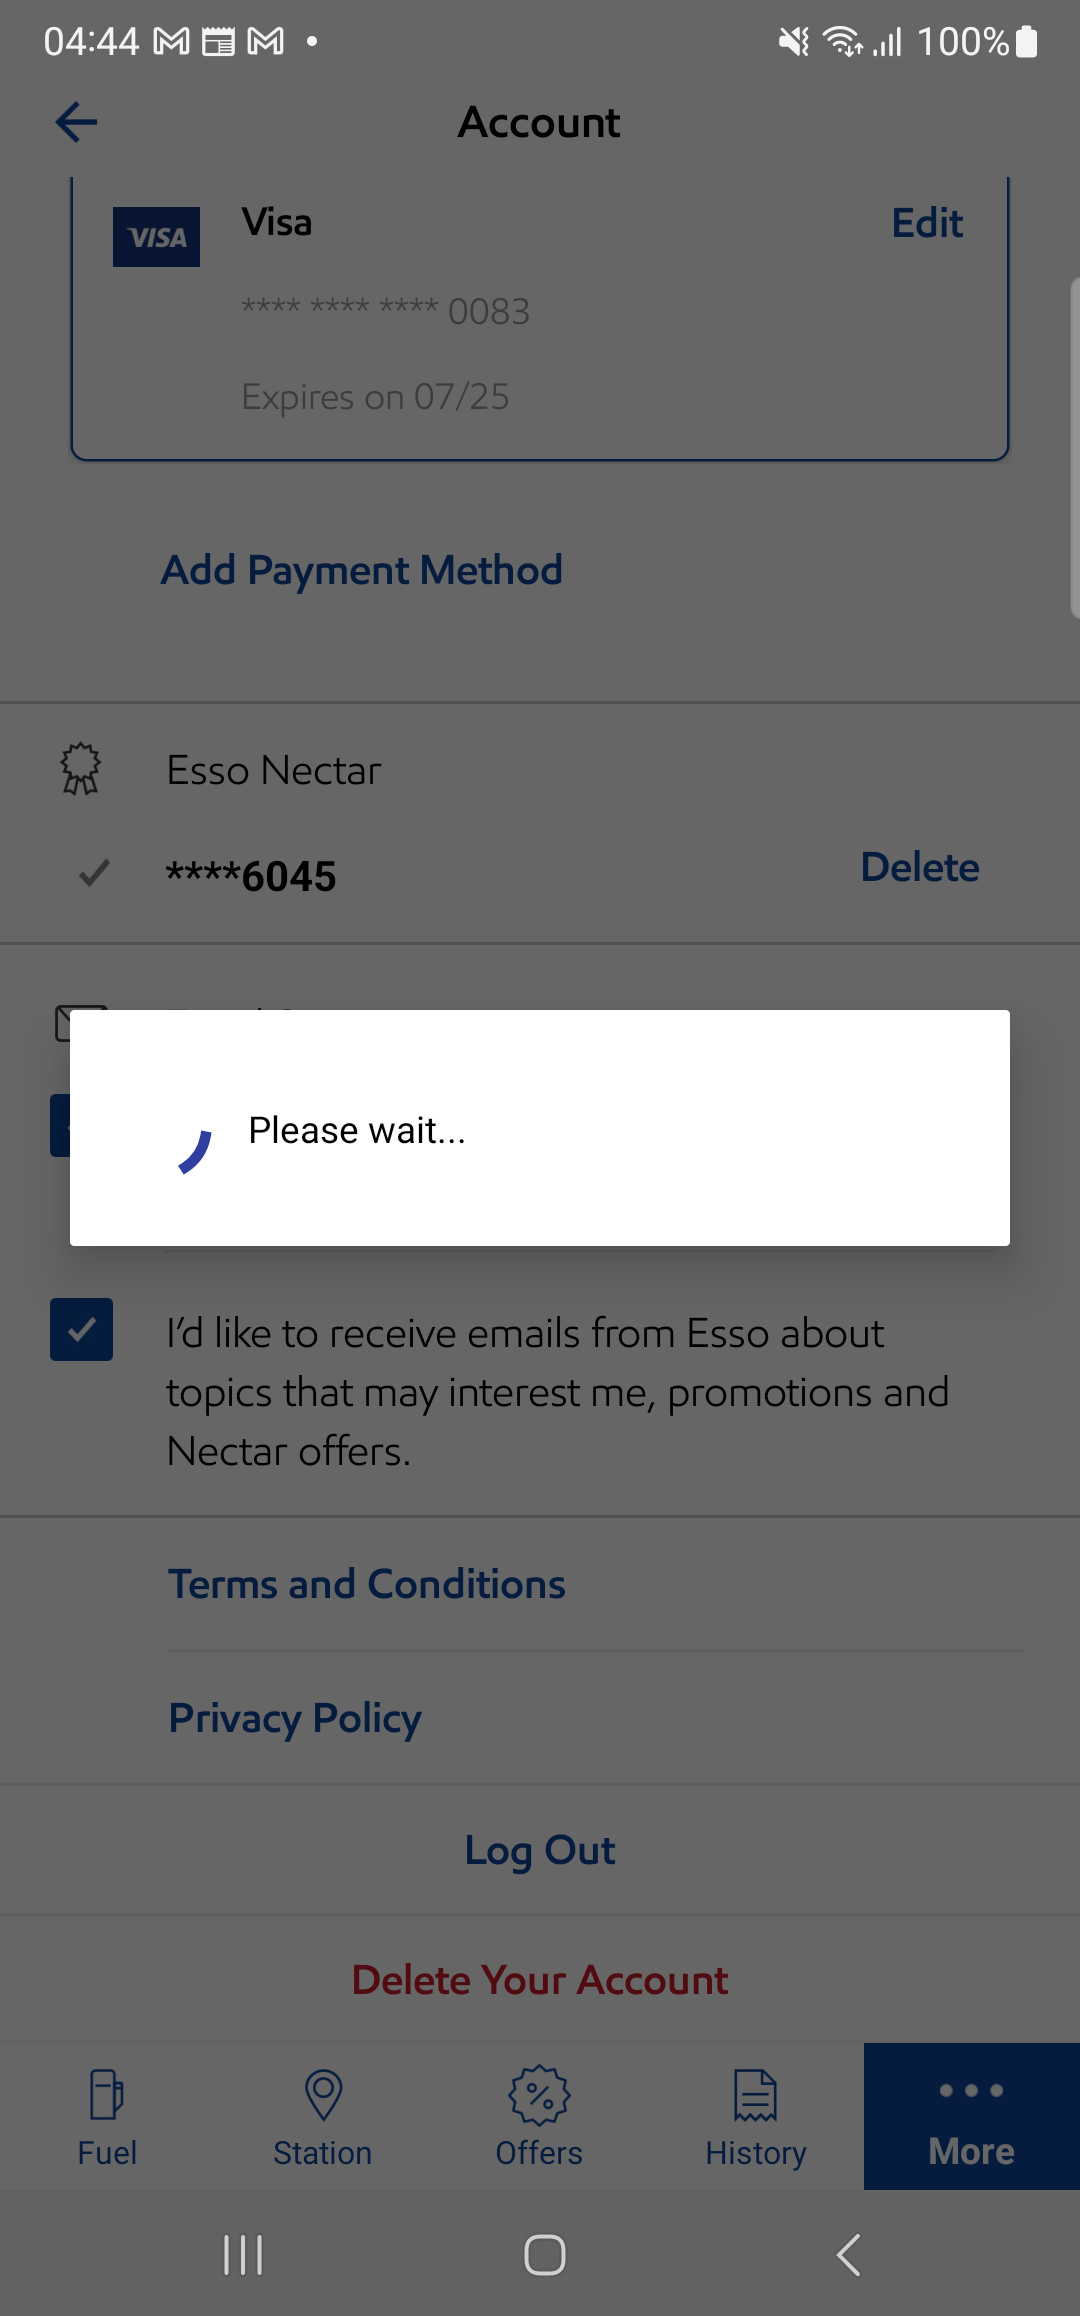 04:44 100%
Account
VISA Visa Edit
**** **** **** 0083
Expires on 07/25
Add Payment Method
Esso Nectar
****6045 Delete
Please wait...
I'd like to receive emails from Esso about
topics that may interest me, promotions and
Nectar offers.
Terms and Conditions
Privacy Policy
Log Out
Delete Your Account
Fuel Station Offers History More